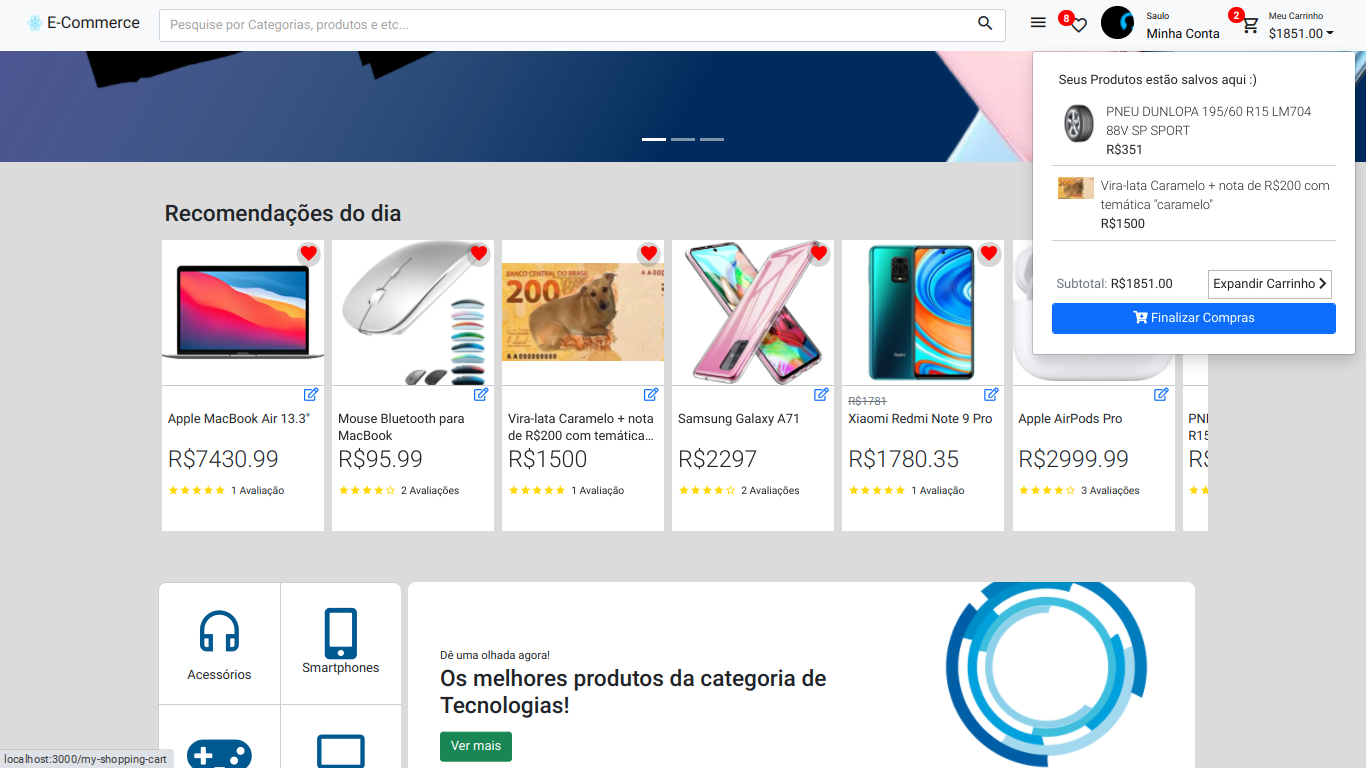 E-Commerce
Pesquise por Categorias, produtos e etc...
8
Saulo
Minha Conta
2
Meu Carrinho
$1851.00
Seus Produtos estão salvos aqui :)
PNEU DUNLOPA 195/60 R15 LM704
88V SP SPORT
R$351
Vira-lata Caramelo + nota de R$200 com
temática "caramelo"
R$1500
Subtotal: R$1851.00
Expandir Carrinho
Finalizar Compras
Recomendações do dia
Apple MacBook Air 13.3"
R$7430.99
1 Avaliação
Mouse Bluetooth para
MacBook
R$95.99
2 Avaliações
BANCO CENTRAL DO BRASIL
200
AA000000000
Vira-lata Caramelo + nota
de R$200 com temática...
R$1500
1 Avaliação
Samsung Galaxy A71
R$2297
2 Avaliações
Redmi
R$1781
Xiaomi Redmi Note 9 Pro
R$1780.35
1 Avaliação
Apple AirPods Pro
R$2999.99
3 Avaliações
R15
Acessórios
Smartphones
Dê uma olhada agora!
Os melhores produtos da categoria de
Tecnologias!
Ver mais
localhost:3000/my-shopping-cart